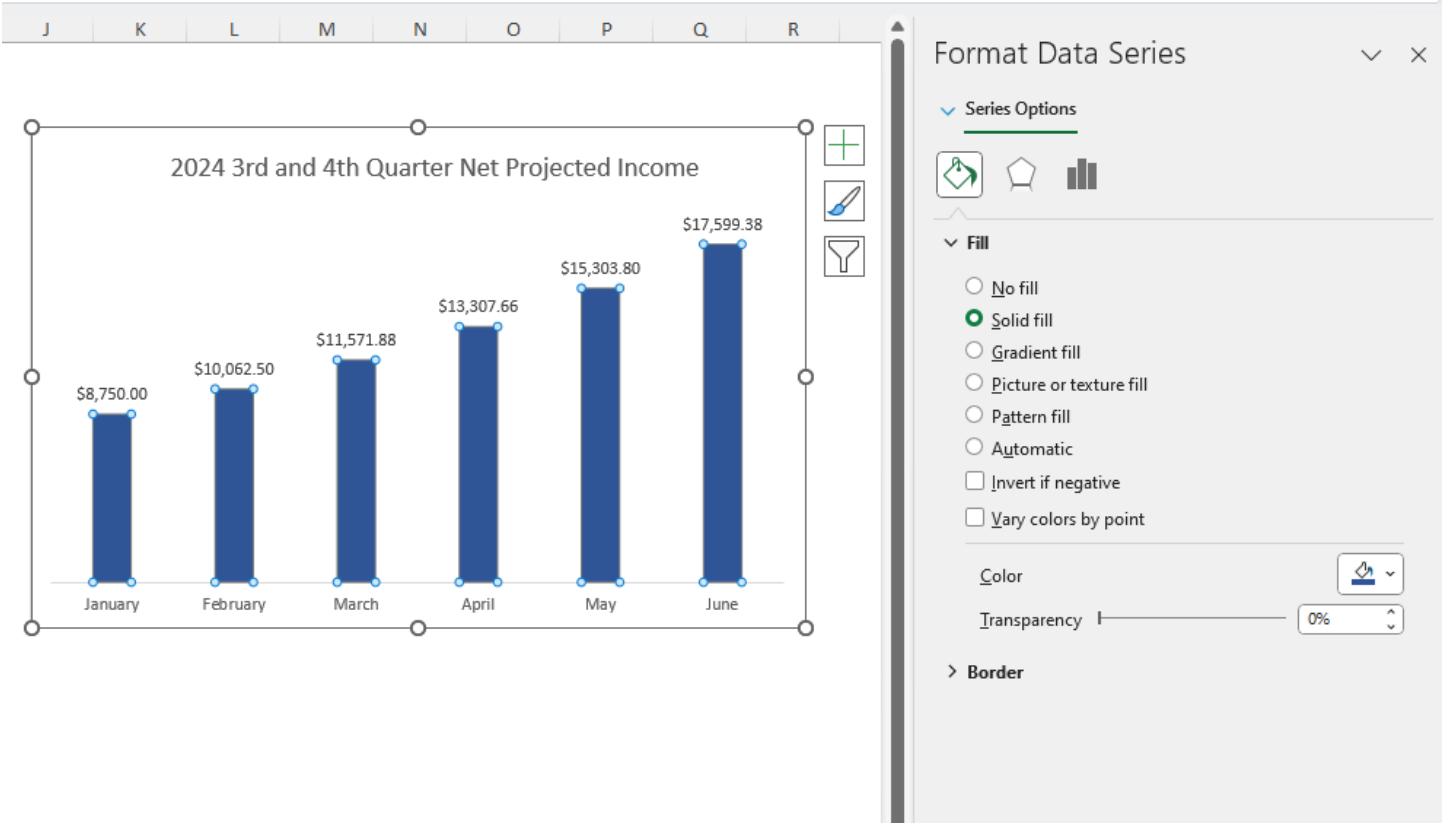 J K L M N O P Q R
2024 3rd and 4th Quarter Net Projected Income
$17,599.38
$15,303.80
$13,307.66
$11,571.88
$10,062.50
$8,750.00
January February March April May June
Format Data Series
Series Options
Fill
No fill
Solid fill
Gradient fill
Picture or texture fill
Pattern fill
Automatic
Invert if negative
Vary colors by point
Color
Transparency 0%
Border